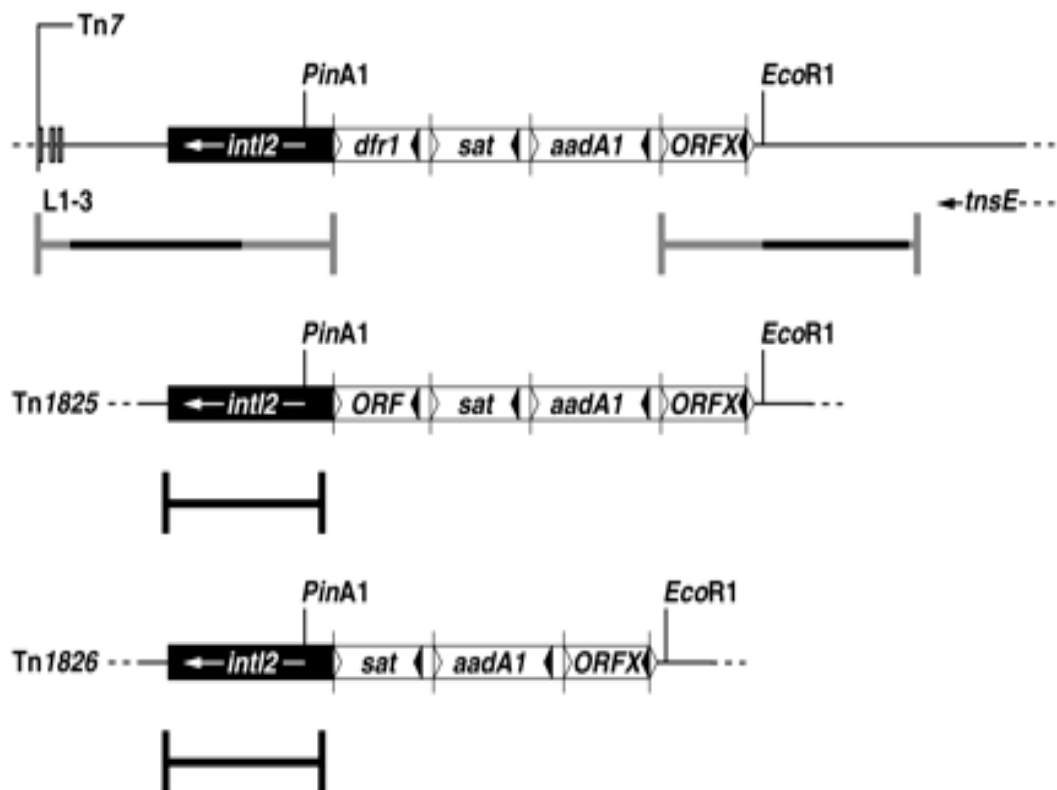 Tn7
PinA1 EcoR1
intI2 dfr1 sat aadA1 ORFX
L1-3 tnsE
PinA1 EcoR1
Tn1825 intI2 ORF sat aadA1 ORFX
PinA1 EcoR1
Tn1826 intI2 sat aadA1 ORFX